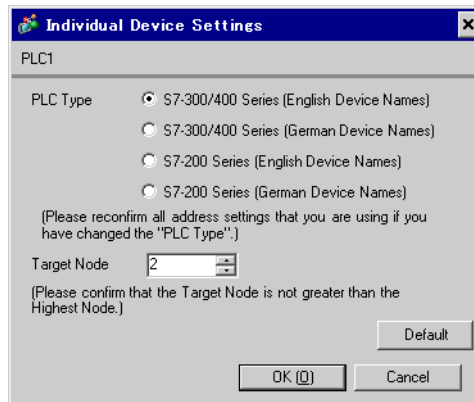 Individual Device Settings
PLC1
PLC Type
S7-300/400 Series (English Device Names)
S7-300/400 Series (German Device Names)
S7-200 Series (English Device Names)
S7-200 Series (German Device Names)
(Please reconfirm all address settings that you are using if you
have changed the "PLC Type".)
Target Node 2
(Please confirm that the Target Node is not greater than the
Highest Node.)
Default
OK (O) Cancel